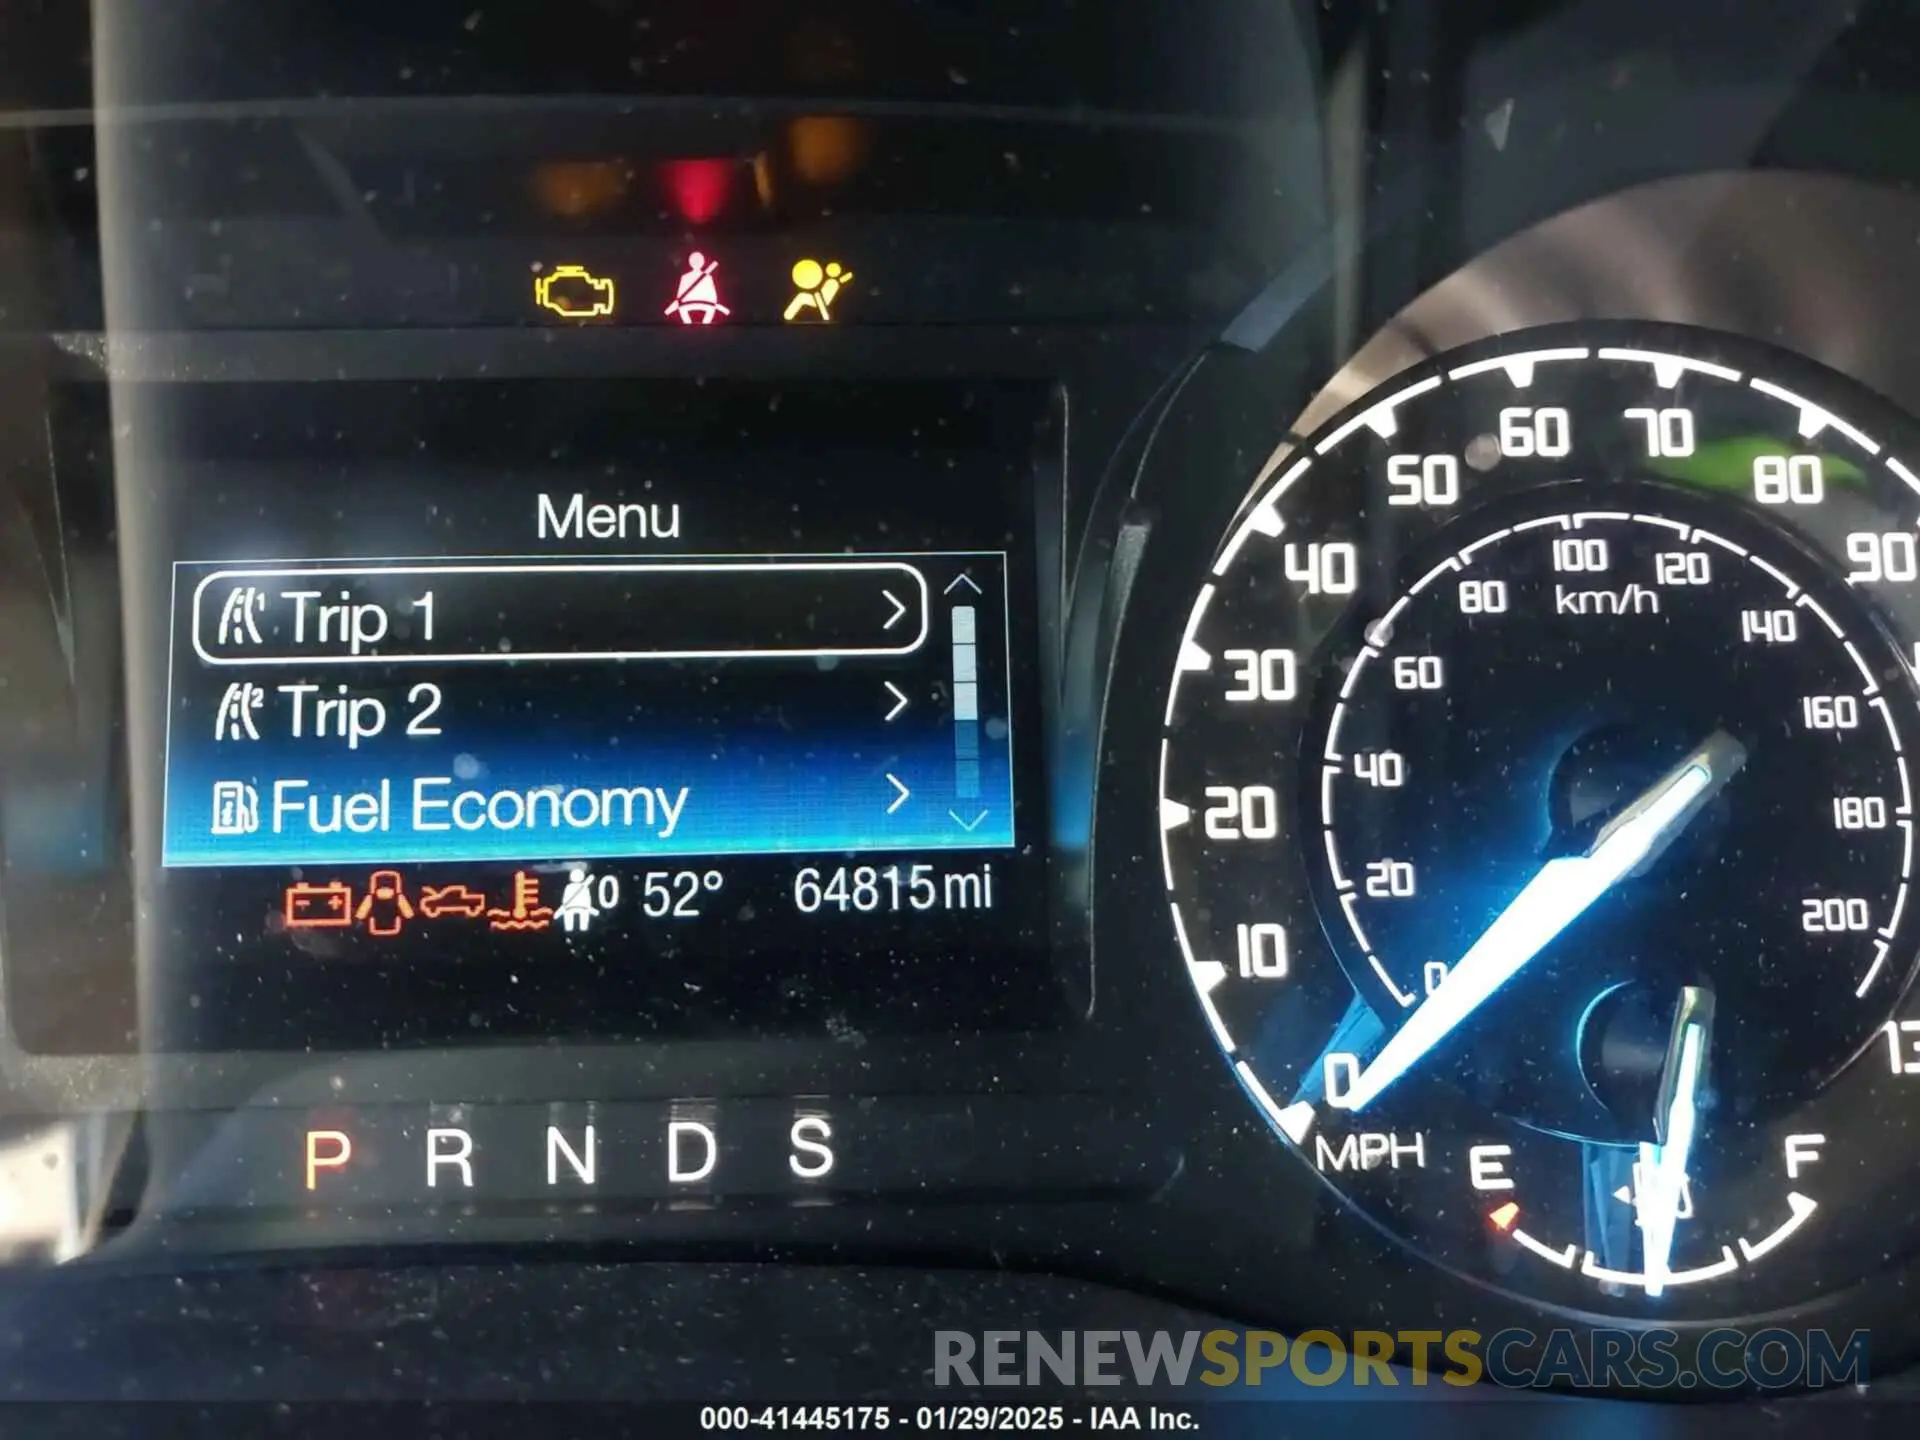 Menu
Trip 1
Trip 2
Fuel Economy
0 52° 64815 mi
P R N D S
0 10 20 30 40 50 60 70 80 90
MPH
0 20 40 60 80 100 120 140 160 180 200
km/h
E F
RENEWSPORTSCARS.COM
000-41445175 - 01/29/2025 - IAA Inc.